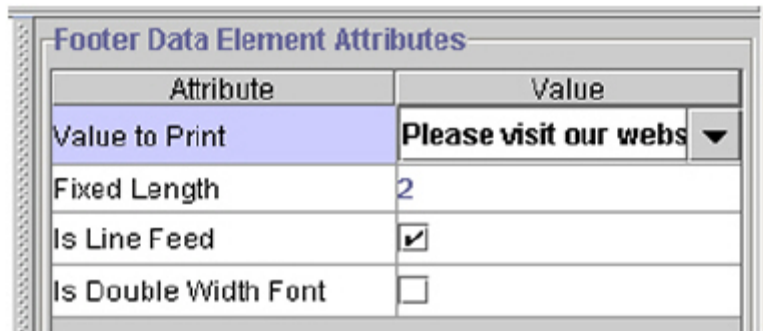 Footer Data Element Attributes
Attribute Value
Value to Print Please visit our webs
Fixed Length 2
Is Line Feed
Is Double Width Font